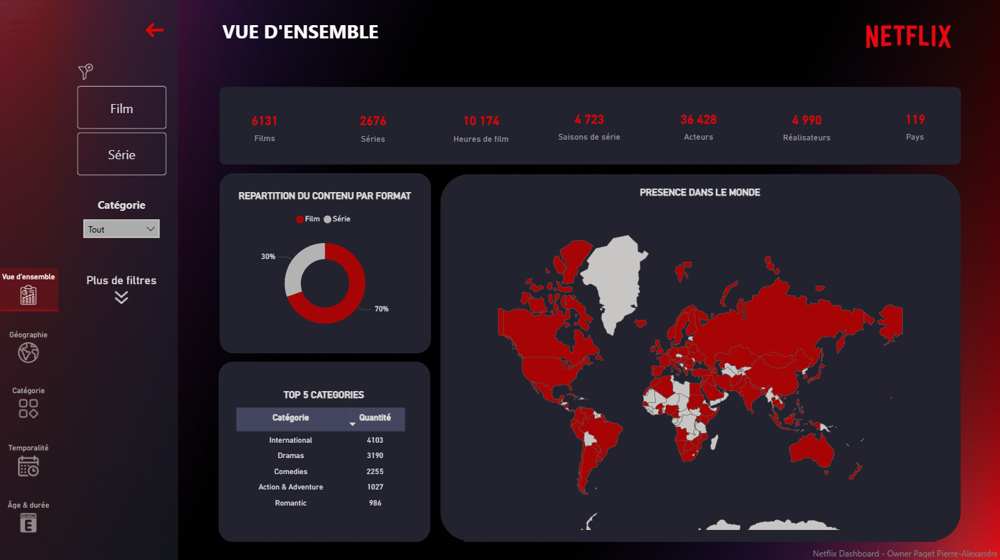 VUE D'ENSEMBLE
NETFLIX
Film
Série
Catégorie
Tout
Plus de filtres
Vue d'ensemble
Géographie
Catégorie
Temporalité
Âge & durée
EVERYONE
E
6131
Films
2676
Séries
10 174
Heures de film
4 723
Saisons de série
36 428
Acteurs
4 990
Réalisateurs
119
Pays
REPARTITION DU CONTENU PAR FORMAT
Film Série
30%
70%
TOP 5 CATEGORIES
Catégorie Quantité
International 4103
Dramas 3190
Comedies 2255
Action & Adventure 1027
Romantic 986
PRESENCE DANS LE MONDE
Netflix Dashboard - Owner Paget Pierre-Alexandre